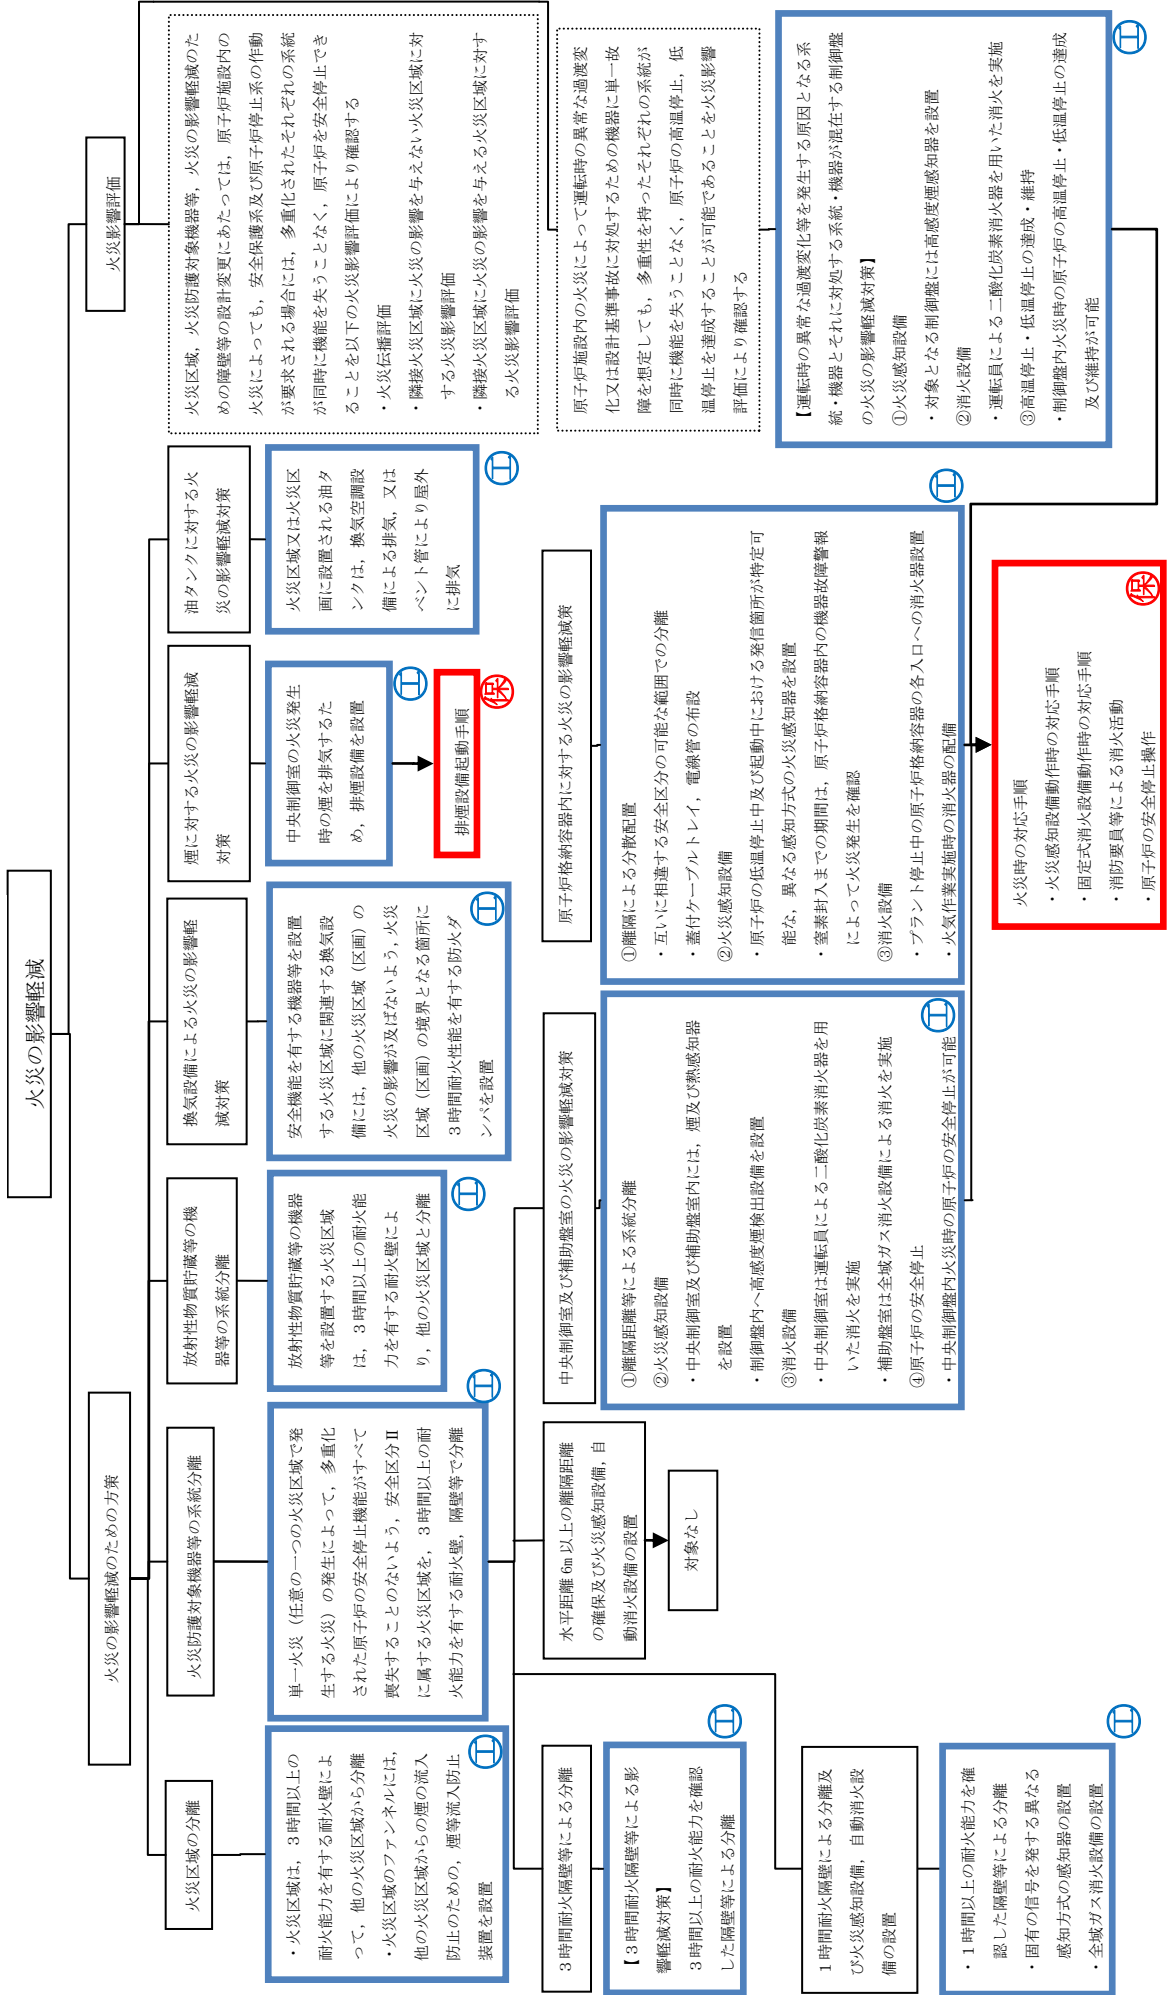 火災の影響軽減
火災の影響軽減のための方策
火災影響評価
火災区域の分離
・火災区域は，３時間以上の
耐火能力を有する耐火壁によ
って，他の火災区域から分離
・火災区域のファンネルには，
他の火災区域からの煙の流入
防止のための，煙等流入防止
装置を設置
工
火災防護対象機器等の系統分離
単一火災（任意の一つの火災区域で発
生する火災）の発生によって，多重化
された原子炉の安全停止機能がすべて
喪失することのないよう，安全区分Ⅱ
に属する火災区域を，３時間以上の耐
火能力を有する耐火壁，隔壁等で分離
工
放射性物質貯蔵等の機
器等の系統分離
放射性物質貯蔵等の機器
等を設置する火災区域
は，３時間以上の耐火能
力を有する耐火壁によ
り，他の火災区域と分離
工
換気設備による火災の影響軽
減対策
安全機能を有する機器等を設置
する火災区域に関連する換気設
備には，他の火災区域（区画）の
火災の影響が及ばないよう，火災
区域（区画）の境界となる箇所に
３時間耐火性能を有する防火ダ
ンパを設置
工
煙に対する火災の影響軽減
対策
中央制御室の火災発生
時の煙を排気するた
め，排煙設備を設置
工
排煙設備起動手順
保
油タンクに対する火
災の影響軽減対策
火災区域又は火災区
画に設置される油タ
ンクは，換気空調設
備による排気，又は
ベント管により屋外
に排気
工
火災区域，火災防護対象機器等，火災の影響軽減のた
めの障壁等の設計変更にあたっては，原子炉施設内の
火災によっても，安全保護系及び原子炉停止系の作動
が要求される場合には，多重化されたそれぞれの系統
が同時に機能を失うことなく，原子炉を安全停止でき
ることを以下の火災影響評価により確認する
・火災伝播評価
・隣接火災区域に火災の影響を与えない火災区域に対
する火災影響評価
・隣接火災区域に火災の影響を与える火災区域に対す
る火災影響評価
原子炉施設内の火災によって運転時の異常な過渡変
化又は設計基準事故に対処するための機器に単一故
障を想定しても，多重性を持ったそれぞれの系統が
同時に機能を失うことなく，原子炉の高温停止，低
温停止を達成することが可能であることを火災影響
評価により確認する
【運転時の異常な過渡変化等を発生する原因となる系
統・機器とそれに対処する系統・機器が混在する制御盤
の火災の影響軽減対策】
①火災感知設備
・対象となる制御盤には高感度煙感知器を設置
②消火設備
・運転員による二酸化炭素消火器を用いた消火を実施
③高温停止・低温停止の達成・維持
・制御盤内火災時の原子炉の高温停止・低温停止の達成
及び維持が可能
工
３時間耐火隔壁等による分離
【３時間耐火隔壁等による影
響軽減対策】
３時間以上の耐火能力を確認
した隔壁等による分離
工
１時間耐火隔壁による分離及
び火災感知設備，自動消火設
備の設置
・１時間以上の耐火能力を確
認した隔壁等による分離
・固有の信号を発する異なる
感知方式の感知器の設置
・全域ガス消火設備の設置
工
水平距離 6m 以上の離隔距離
の確保及び火災感知設備，自
動消火設備の設置
対象なし
中央制御室及び補助盤室の火災の影響軽減対策
①離隔距離等による系統分離
②火災感知設備
・中央制御室及び補助盤室内には，煙及び熱感知器
を設置
・制御盤内へ高感度煙検出設備を設置
③消火設備
・中央制御室は運転員による二酸化炭素消火器を用
いた消火を実施
・補助盤室は全域ガス消火設備による消火を実施
④原子炉の安全停止
・中央制御盤内火災時の原子炉の安全停止が可能
工
原子炉格納容器内に対する火災の影響軽減策
①離隔による分散配置
・互いに相違する安全区分の可能な範囲での分離
・蓋付ケーブルトレイ，電線管の布設
②火災感知設備
・原子炉の低温停止中及び起動中における発信箇所が特定可
能な，異なる感知方式の火災感知器を設置
・窒素封入までの期間は，原子炉格納容器内の機器故障警報
によって火災発生を確認
③消火設備
・プラント停止中の原子炉格納容器の各入口への消火器設置
・火気作業実施時の消火器の配備
工
火災時の対応手順
・火災感知設備動作時の対応手順
・固定式消火設備動作時の対応手順
・消防要員等による消火活動
・原子炉の安全停止操作
保